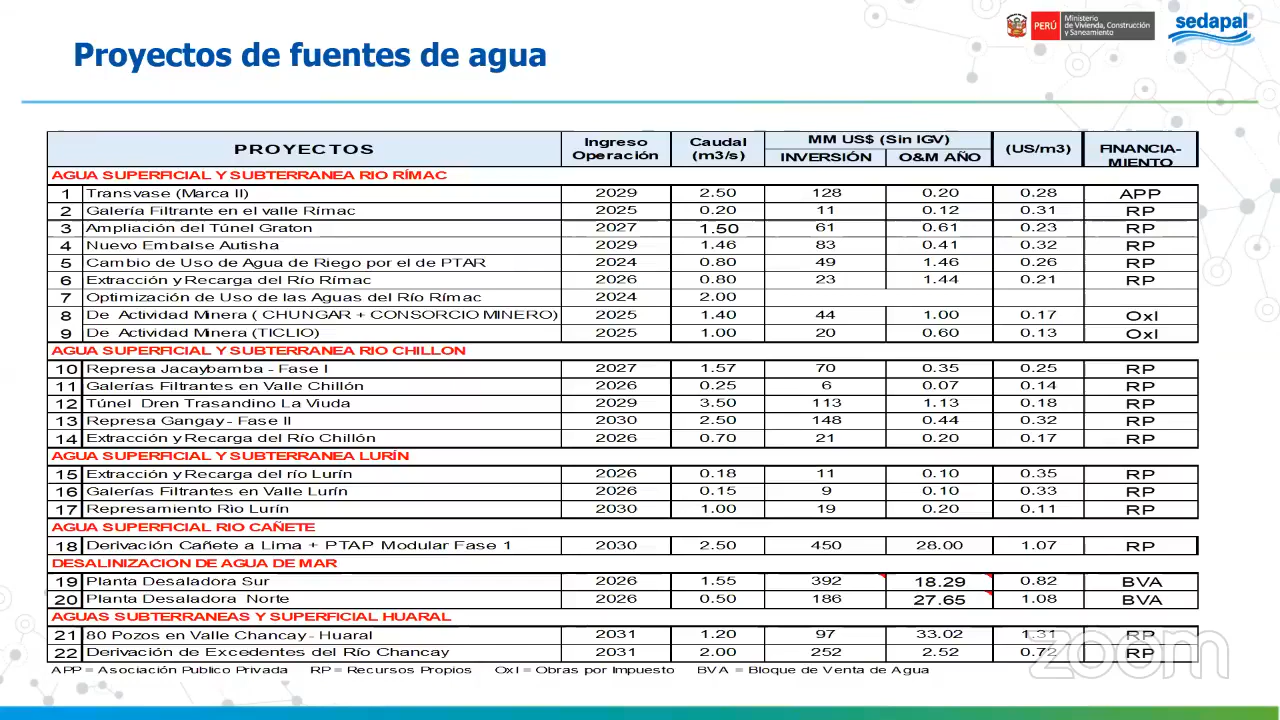 PERÚ
Ministerio
de Vivienda, Construcción
y Saneamiento
sedapal
Proyectos de fuentes de agua
PROYECTOS Ingreso Operación Caudal (m3/s) MM US$ (Sin IGV) INVERSIÓN O&M AÑO (US/m3) FINANCIA-MIENTO
AGUA SUPERFICIAL Y SUBTERRANEA RIO RÍMAC
1 Transvase (Marca II) 2029 2.50 128 0.20 0.28 APP
2 Galería Filtrante en el valle Rímac 2025 0.20 11 0.12 0.31 RP
3 Ampliación del Túnel Graton 2027 1.50 61 0.61 0.23 RP
4 Nuevo Embalse Autisha 2029 1.46 83 0.41 0.32 RP
5 Cambio de Uso de Agua de Riego por el de PTAR 2024 0.80 49 1.46 0.26 RP
6 Extracción y Recarga del Río Rímac 2026 0.80 23 1.44 0.21 RP
7 Optimización de Uso de las Aguas del Río Rímac 2024 2.00
8 De Actividad Minera ( CHUNGAR + CONSORCIO MINERO) 2025 1.40 44 1.00 0.17 OxI
9 De Actividad Minera (TICLIO) 2025 1.00 20 0.60 0.13 OxI
AGUA SUPERFICIAL Y SUBTERRANEA RIO CHILLON
10 Represa Jacaybamba - Fase I 2027 1.57 70 0.35 0.25 RP
11 Galerías Filtrantes en Valle Chillón 2026 0.25 6 0.07 0.14 RP
12 Túnel Dren Trasandino La Viuda 2029 3.50 113 1.13 0.18 RP
13 Represa Gangay - Fase II 2030 2.50 148 0.44 0.32 RP
14 Extracción y Recarga del Río Chillón 2026 0.70 21 0.20 0.17 RP
AGUA SUPERFICIAL Y SUBTERRANEA LURÍN
15 Extracción y Recarga del río Lurín 2026 0.18 11 0.10 0.35 RP
16 Galerías Filtrantes en Valle Lurín 2026 0.15 9 0.10 0.33 RP
17 Represamiento Rìo Lurín 2030 1.00 19 0.20 0.11 RP
AGUA SUPERFICIAL RIO CAÑETE
18 Derivación Cañete a Lima + PTAP Modular Fase 1 2030 2.50 450 28.00 1.07 RP
DESALINIZACION DE AGUA DE MAR
19 Planta Desaladora Sur 2026 1.55 392 18.29 0.82 BVA
20 Planta Desaladora Norte 2026 0.50 186 27.65 1.08 BVA
AGUAS SUBTERRANEAS Y SUPERFICIAL HUARAL
21 80 Pozos en Valle Chancay - Huaral 2031 1.20 97 33.02 1.31 RP
22 Derivación de Excedentes del Río Chancay 2031 2.00 252 2.52 0.72 RP
APP = Asociación Publico Privada RP = Recursos Propios OxI = Obras por Impuesto BVA = Bloque de Venta de Agua
zoom